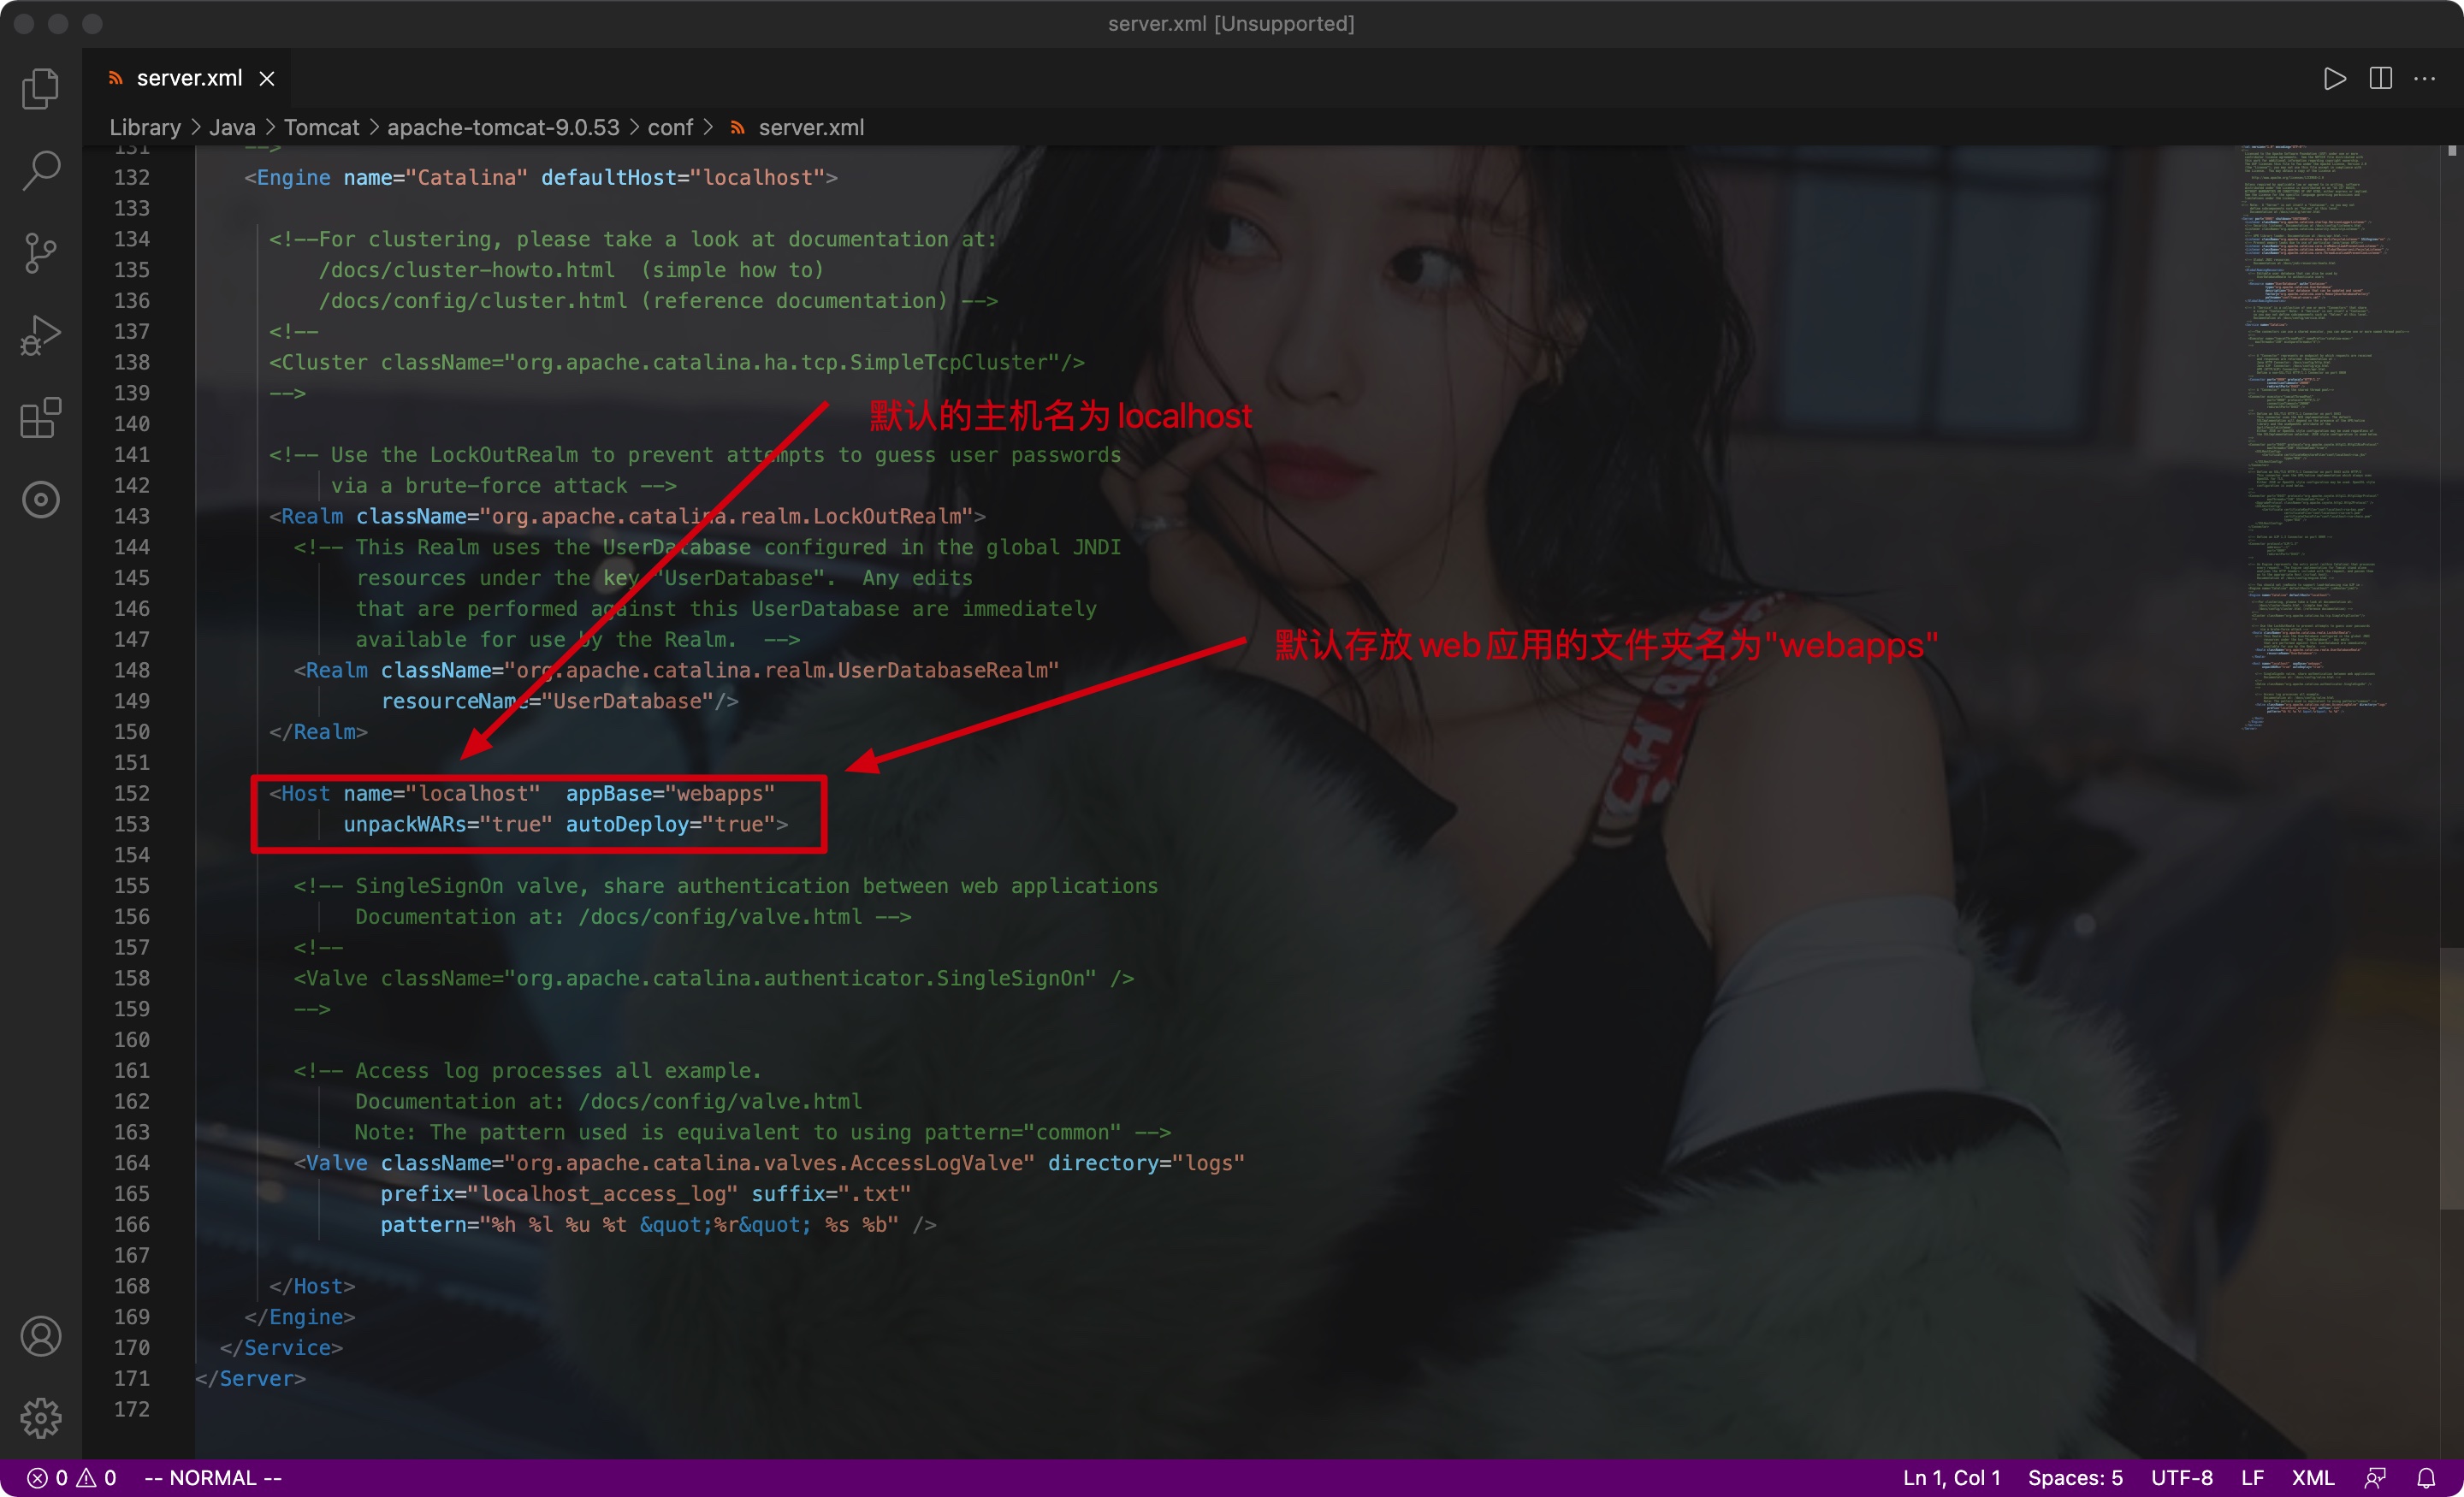 server.xml [Unsupported]
server.xml
Library > Java > Tomcat > apache-tomcat-9.0.53 > conf > server.xml
131 -->
132 <Engine name="Catalina" defaultHost="localhost">
133
134 <!--For clustering, please take a look at documentation at:
135 /docs/cluster-howto.html  (simple how to)
136 /docs/config/cluster.html (reference documentation) -->
137 <!--
138 <Cluster className="org.apache.catalina.ha.tcp.SimpleTcpCluster"/>
139 -->
140
默认的主机名为localhost
141 <!-- Use the LockOutRealm to prevent attempts to guess user passwords
142 via a brute-force attack -->
143 <Realm className="org.apache.catalina.realm.LockOutRealm">
144 <!-- This Realm uses the UserDatabase configured in the global JNDI
145 resources under the key "UserDatabase".  Any edits
146 that are performed against this UserDatabase are immediately
147 available for use by the Realm.  -->
默认存放web应用的文件夹名为"webapps"
148 <Realm className="org.apache.catalina.realm.UserDatabaseRealm"
149 resourceName="UserDatabase"/>
150 </Realm>
151
152 <Host name="localhost"  appBase="webapps"
153 unpackWARs="true" autoDeploy="true">
154
155 <!-- SingleSignOn valve, share authentication between web applications
156 Documentation at: /docs/config/valve.html -->
157 <!--
158 <Valve className="org.apache.catalina.authenticator.SingleSignOn" />
159 -->
160
161 <!-- Access log processes all example.
162 Documentation at: /docs/config/valve.html
163 Note: The pattern used is equivalent to using pattern="common" -->
164 <Valve className="org.apache.catalina.valves.AccessLogValve" directory="logs"
165 prefix="localhost_access_log" suffix=".txt"
166 pattern="%h %l %u %t &quot;%r&quot; %s %b" />
167
168 </Host>
169 </Engine>
170 </Service>
171 </Server>
172
0 0 -- NORMAL -- Ln 1, Col 1 Spaces: 5 UTF-8 LF XML